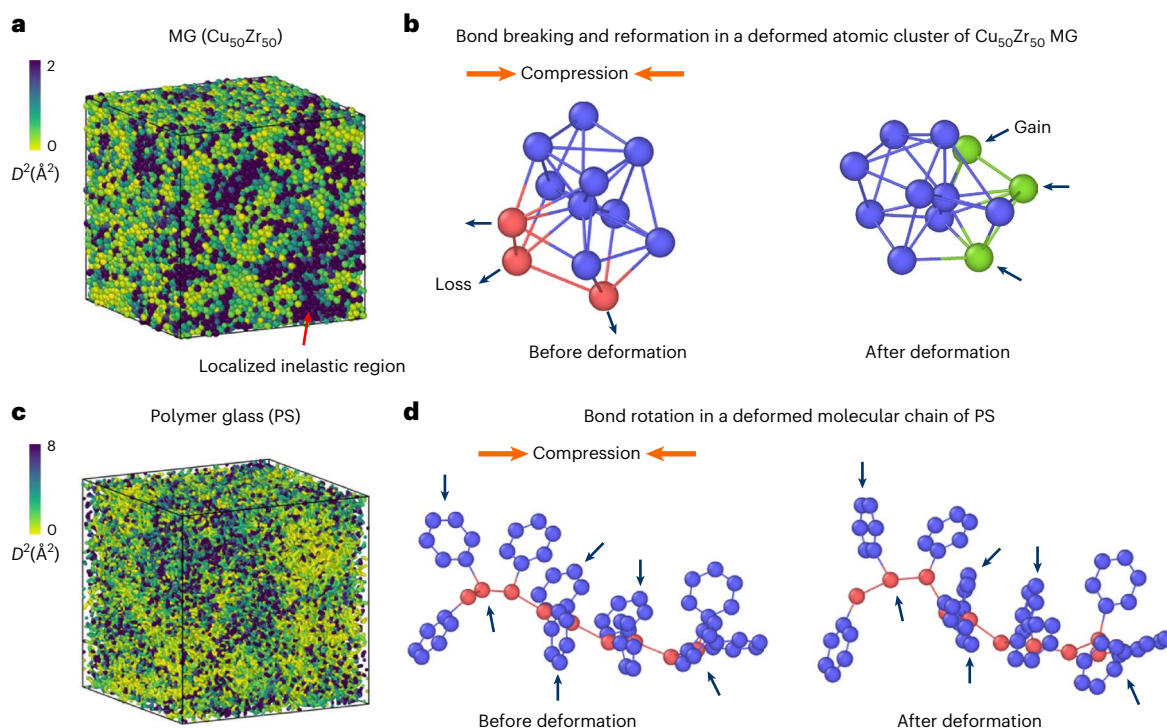 a
MG (Cu₅₀Zr₅₀)
2
0
D²(Å²)
Localized inelastic region
b
Bond breaking and reformation in a deformed atomic cluster of Cu₅₀Zr₅₀ MG
Compression
Loss
Before deformation
Gain
After deformation
c
Polymer glass (PS)
8
0
D²(Å²)
d
Bond rotation in a deformed molecular chain of PS
Compression
Before deformation
After deformation